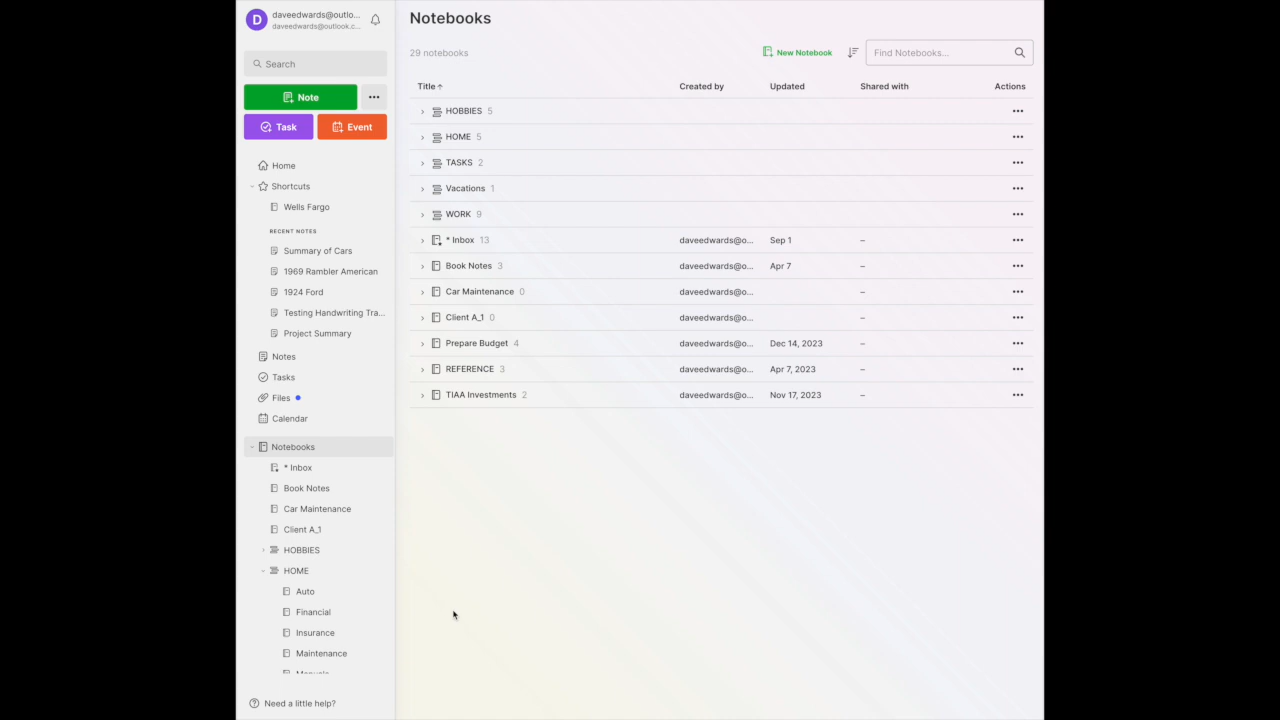 D
daveedwards@outlo...
daveedwards@outlook.c...
Search
Note
...
Task
Event
Home
Shortcuts
Wells Fargo
RECENT NOTES
Summary of Cars
1969 Rambler American
1924 Ford
Testing Handwriting Tra...
Project Summary
Notes
Tasks
Files
Calendar
Notebooks
* Inbox
Book Notes
Car Maintenance
Client A_1
HOBBIES
HOME
Auto
Financial
Insurance
Maintenance
Need a little help?
Notebooks
29 notebooks
New Notebook
Find Notebooks...
Title Created by Updated Shared with Actions
HOBBIES 5
HOME 5
TASKS 2
Vacations 1
WORK 9
* Inbox 13 daveedwards@o... Sep 1 –
Book Notes 3 daveedwards@o... Apr 7 –
Car Maintenance 0 daveedwards@o... –
Client A_1 0 daveedwards@o... –
Prepare Budget 4 daveedwards@o... Dec 14, 2023 –
REFERENCE 3 daveedwards@o... Apr 7, 2023 –
TIAA Investments 2 daveedwards@o... Nov 17, 2023 –